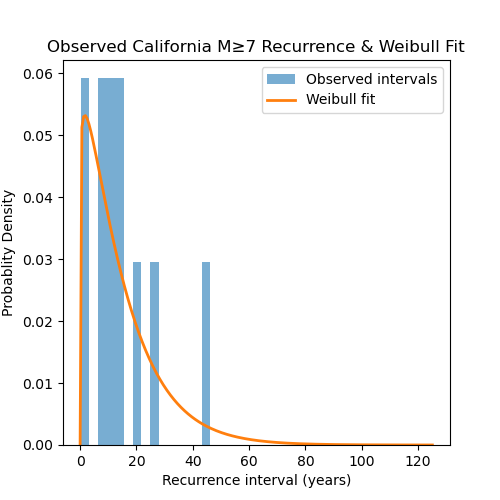 Observed California M≥7 Recurrence & Weibull Fit
Observed intervals
Weibull fit
Probablity Density
0.06
0.05
0.04
0.03
0.02
0.01
0.00
0 20 40 60 80 100 120
Recurrence interval (years)